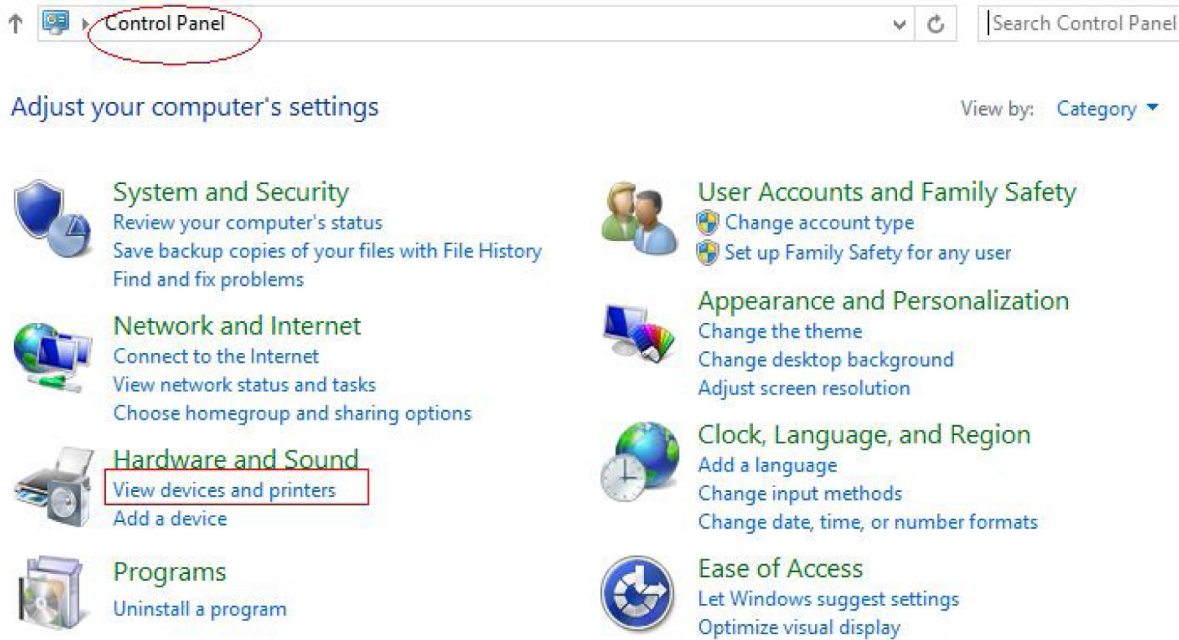 Control Panel
Search Control Panel
Adjust your computer's settings
View by: Category
System and Security
Review your computer's status
Save backup copies of your files with File History
Find and fix problems
Network and Internet
Connect to the Internet
View network status and tasks
Choose homegroup and sharing options
Hardware and Sound
View devices and printers
Add a device
Programs
Uninstall a program
User Accounts and Family Safety
Change account type
Set up Family Safety for any user
Appearance and Personalization
Change the theme
Change desktop background
Adjust screen resolution
Clock, Language, and Region
Add a language
Change input methods
Change date, time, or number formats
Ease of Access
Let Windows suggest settings
Optimize visual display